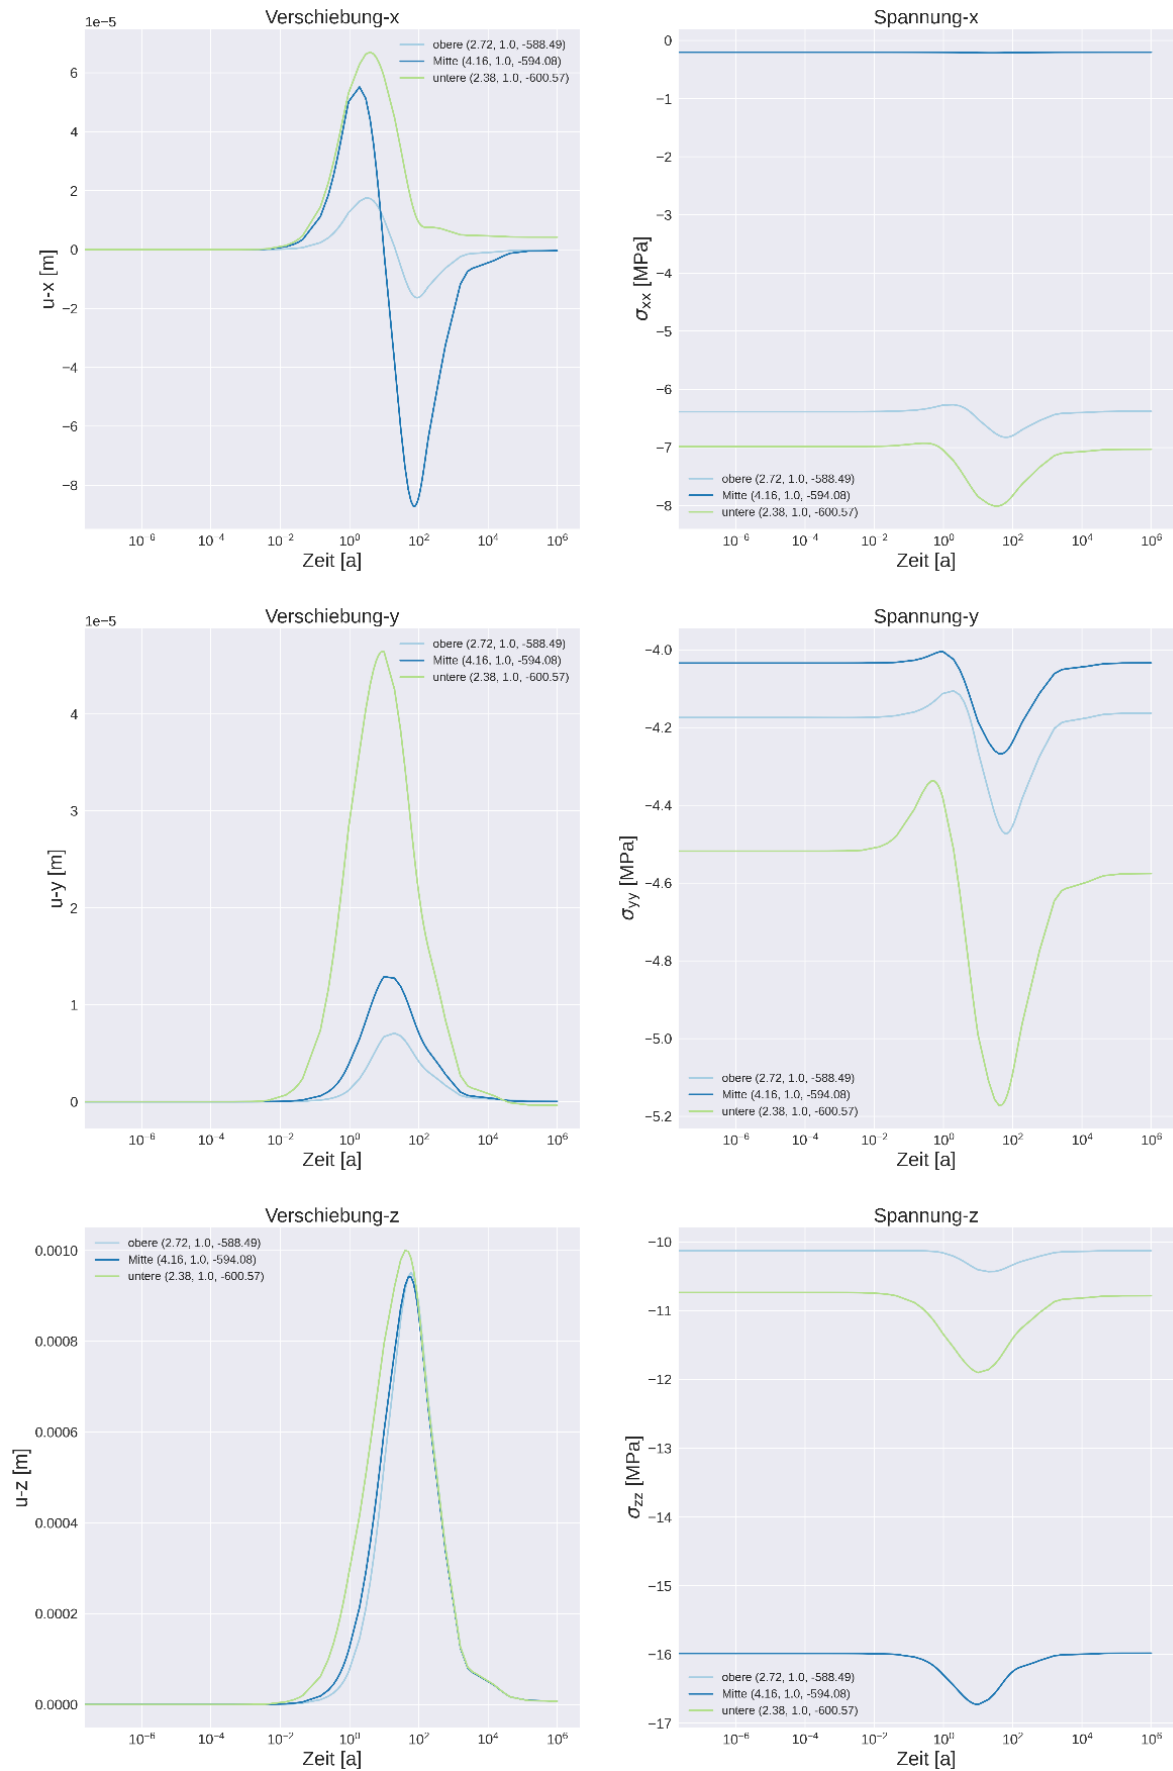 Verschiebung-x
1e−5
obere (2.72, 1.0, -588.49)
Mitte (4.16, 1.0, -594.08)
untere (2.38, 1.0, -600.57)
6
4
2
0
−2
−4
−6
−8
u-x [m]
10⁻⁶ 10⁻⁴ 10⁻² 10⁰ 10² 10⁴ 10⁶
Zeit [a]
Spannung-x
0
−1
−2
−3
−4
−5
−6
−7
−8
σxx [MPa]
obere (2.72, 1.0, -588.49)
Mitte (4.16, 1.0, -594.08)
untere (2.38, 1.0, -600.57)
10⁻⁶ 10⁻⁴ 10⁻² 10⁰ 10² 10⁴ 10⁶
Zeit [a]
Verschiebung-y
1e−5
obere (2.72, 1.0, -588.49)
Mitte (4.16, 1.0, -594.08)
untere (2.38, 1.0, -600.57)
4
3
2
1
0
u-y [m]
10⁻⁶ 10⁻⁴ 10⁻² 10⁰ 10² 10⁴ 10⁶
Zeit [a]
Spannung-y
−4.0
−4.2
−4.4
−4.6
−4.8
−5.0
−5.2
σyy [MPa]
obere (2.72, 1.0, -588.49)
Mitte (4.16, 1.0, -594.08)
untere (2.38, 1.0, -600.57)
10⁻⁶ 10⁻⁴ 10⁻² 10⁰ 10² 10⁴ 10⁶
Zeit [a]
Verschiebung-z
obere (2.72, 1.0, -588.49)
Mitte (4.16, 1.0, -594.08)
untere (2.38, 1.0, -600.57)
0.0010
0.0008
0.0006
0.0004
0.0002
0.0000
u-z [m]
10⁻⁶ 10⁻⁴ 10⁻² 10⁰ 10² 10⁴ 10⁶
Zeit [a]
Spannung-z
−10
−11
−12
−13
−14
−15
−16
−17
σzz [MPa]
obere (2.72, 1.0, -588.49)
Mitte (4.16, 1.0, -594.08)
untere (2.38, 1.0, -600.57)
10⁻⁶ 10⁻⁴ 10⁻² 10⁰ 10² 10⁴ 10⁶
Zeit [a]